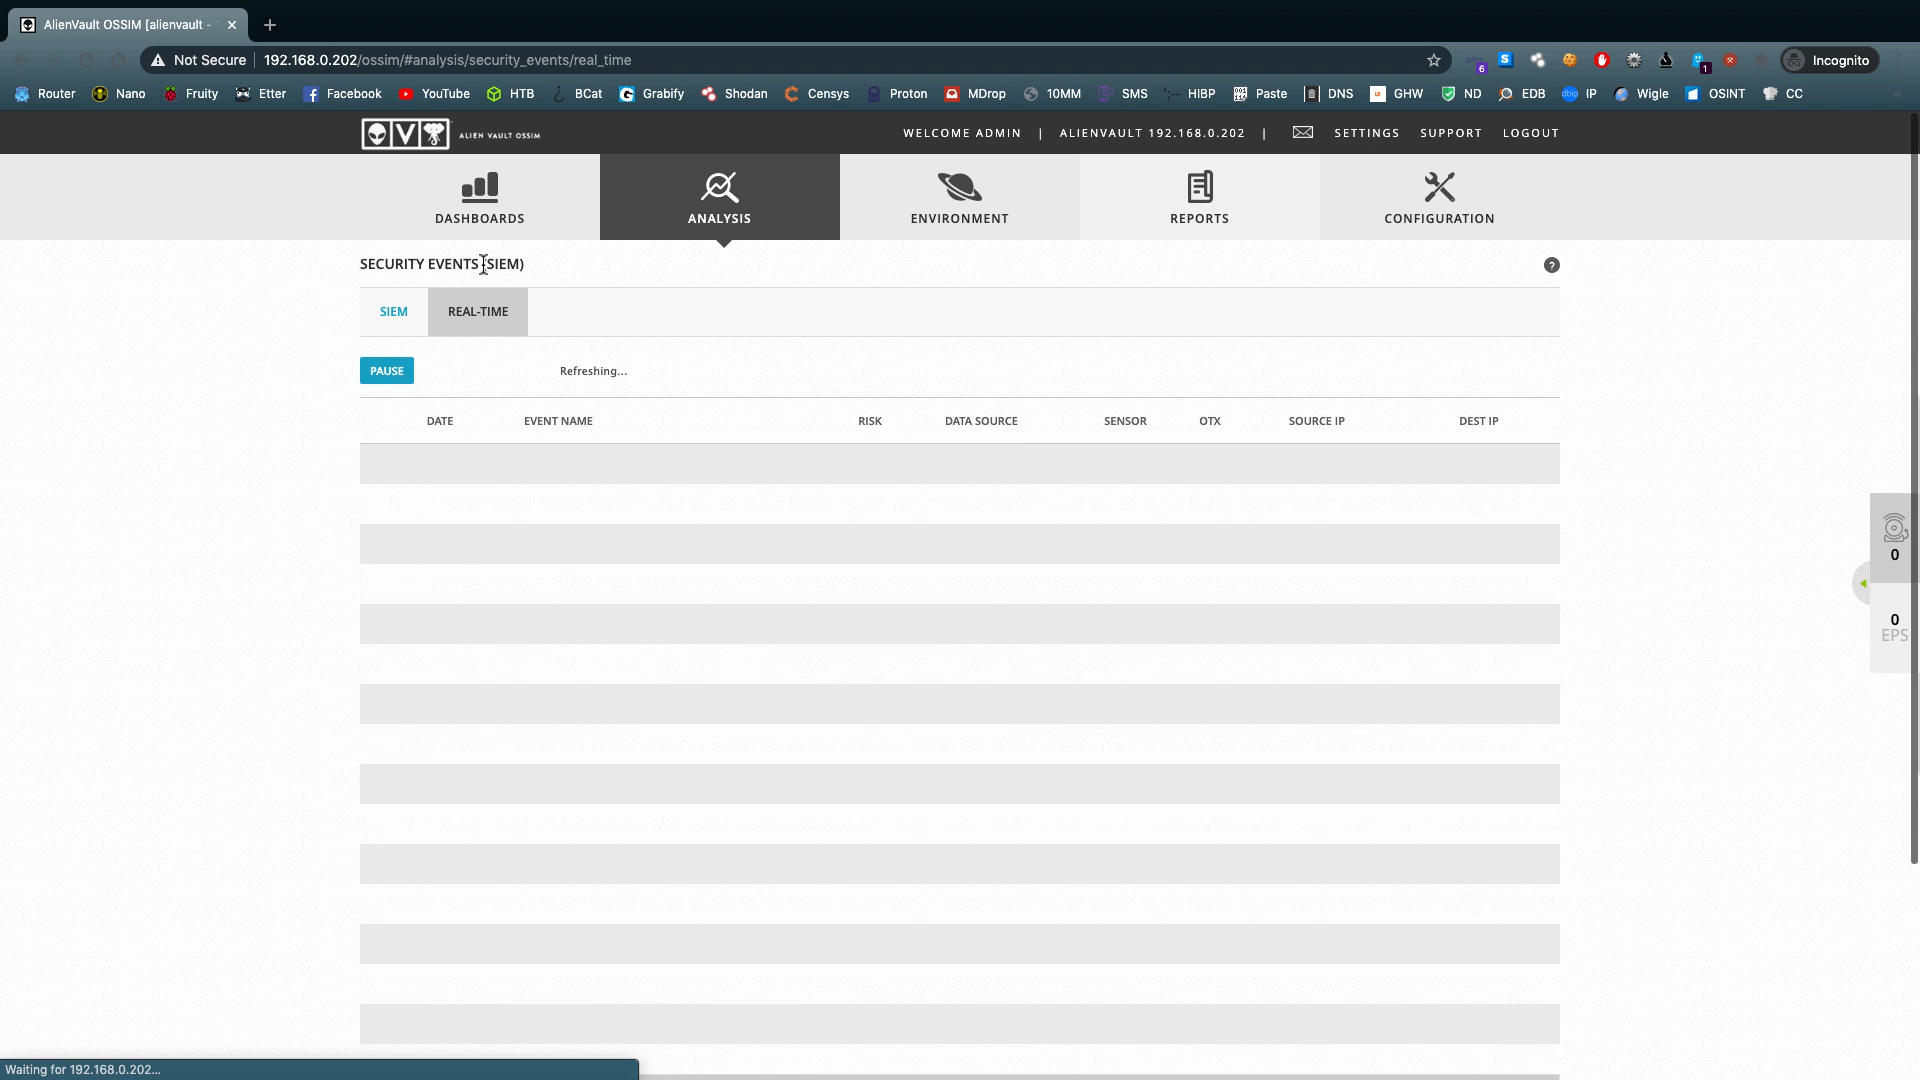 AlienVault OSSIM [alienvault -
Not Secure 192.168.0.202/ossim/#analysis/security_events/real_time 6 1 Incognito
Router Nano Fruity Etter Facebook YouTube HTB BCat Grabify Shodan Censys Proton MDrop 10MM SMS HIBP Paste DNS GHW ND EDB IP Wigle OSINT CC
ALIEN VAULT OSSIM WELCOME ADMIN | ALIENVAULT 192.168.0.202 | SETTINGS SUPPORT LOGOUT
DASHBOARDS ANALYSIS ENVIRONMENT REPORTS CONFIGURATION
SECURITY EVENTS (SIEM) ?
SIEM REAL-TIME
PAUSE Refreshing...
DATE EVENT NAME RISK DATA SOURCE SENSOR OTX SOURCE IP DEST IP
0
0
EPS
Waiting for 192.168.0.202...